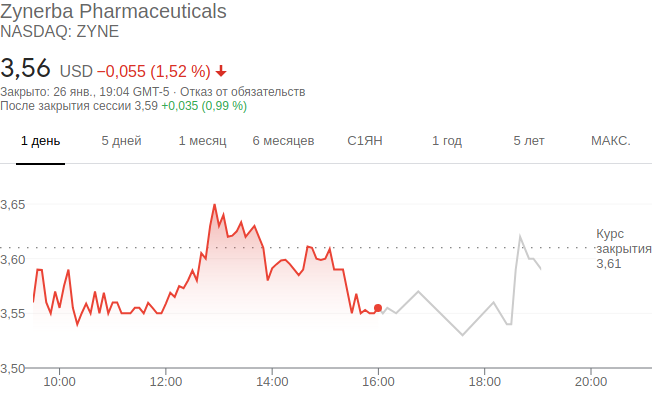 Zynerba Pharmaceuticals
NASDAQ: ZYNE
3,56 USD −0,055 (1,52 %)
Закрыто: 26 янв., 19:04 GMT-5 · Отказ от обязательств
После закрытия сессии 3,59 +0,035 (0,99 %)
1 день 5 дней 1 месяц 6 месяцев С1ЯН 1 год 5 лет МАКС.
3,65
Курс
закрытия
3,61
3,60
3,55
3,50
10:00 12:00 14:00 16:00 18:00 20:00